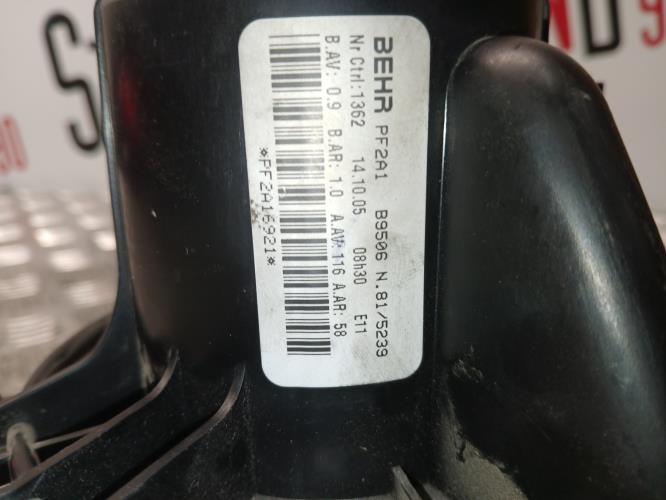 BEHR PF2A1 B9506 N.81/5239
Nr Ctrl:1362 14.10.05 08h30 E11
B.AV: 0.9 B.AR: 1.0 A.AV:116 A.AR: 58
*PF2A16921*